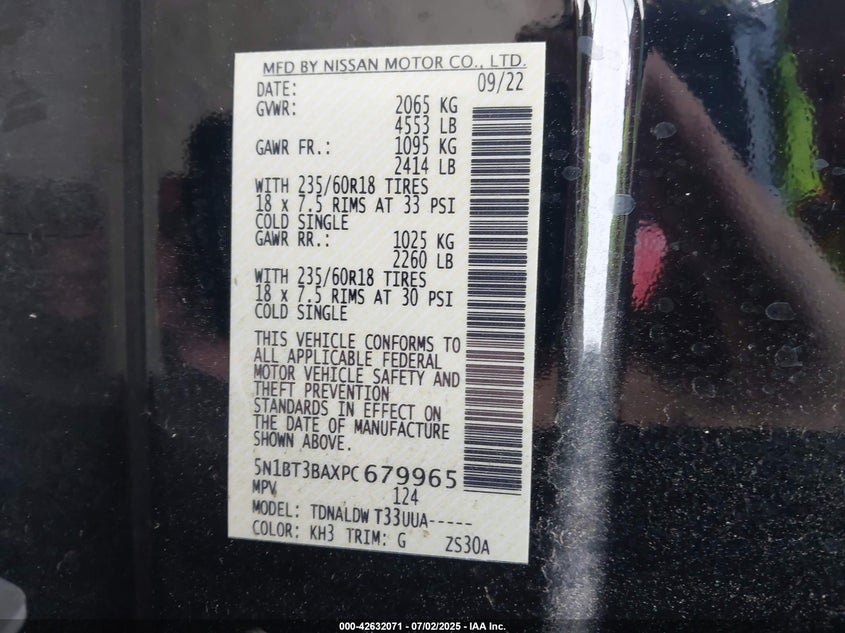 MFD BY NISSAN MOTOR CO., LTD.
DATE: 09/22
GVWR: 2065 KG
4553 LB
GAWR FR.: 1095 KG
2414 LB
WITH 235/60R18 TIRES
18 x 7.5 RIMS AT 33 PSI
COLD SINGLE
GAWR RR.: 1025 KG
2260 LB
WITH 235/60R18 TIRES
18 x 7.5 RIMS AT 30 PSI
COLD SINGLE
THIS VEHICLE CONFORMS TO
ALL APPLICABLE FEDERAL
MOTOR VEHICLE SAFETY AND
THEFT PREVENTION
STANDARDS IN EFFECT ON
THE DATE OF MANUFACTURE
SHOWN ABOVE.
5N1BT3BAXPC679965
MPV 124
MODEL: TDNALDW T33UUA-----
COLOR: KH3 TRIM: G ZS30A
000-42632071 - 07/02/2025 - IAA Inc.